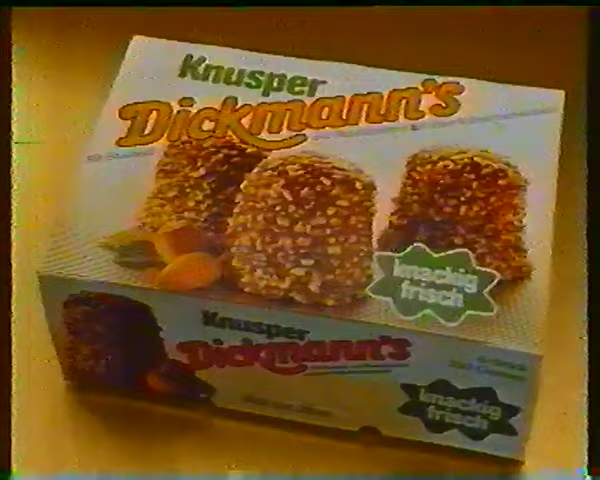 Knusper
Dickmann's
knackig
frisch
Knusper
Dickmann's
knackig
frisch